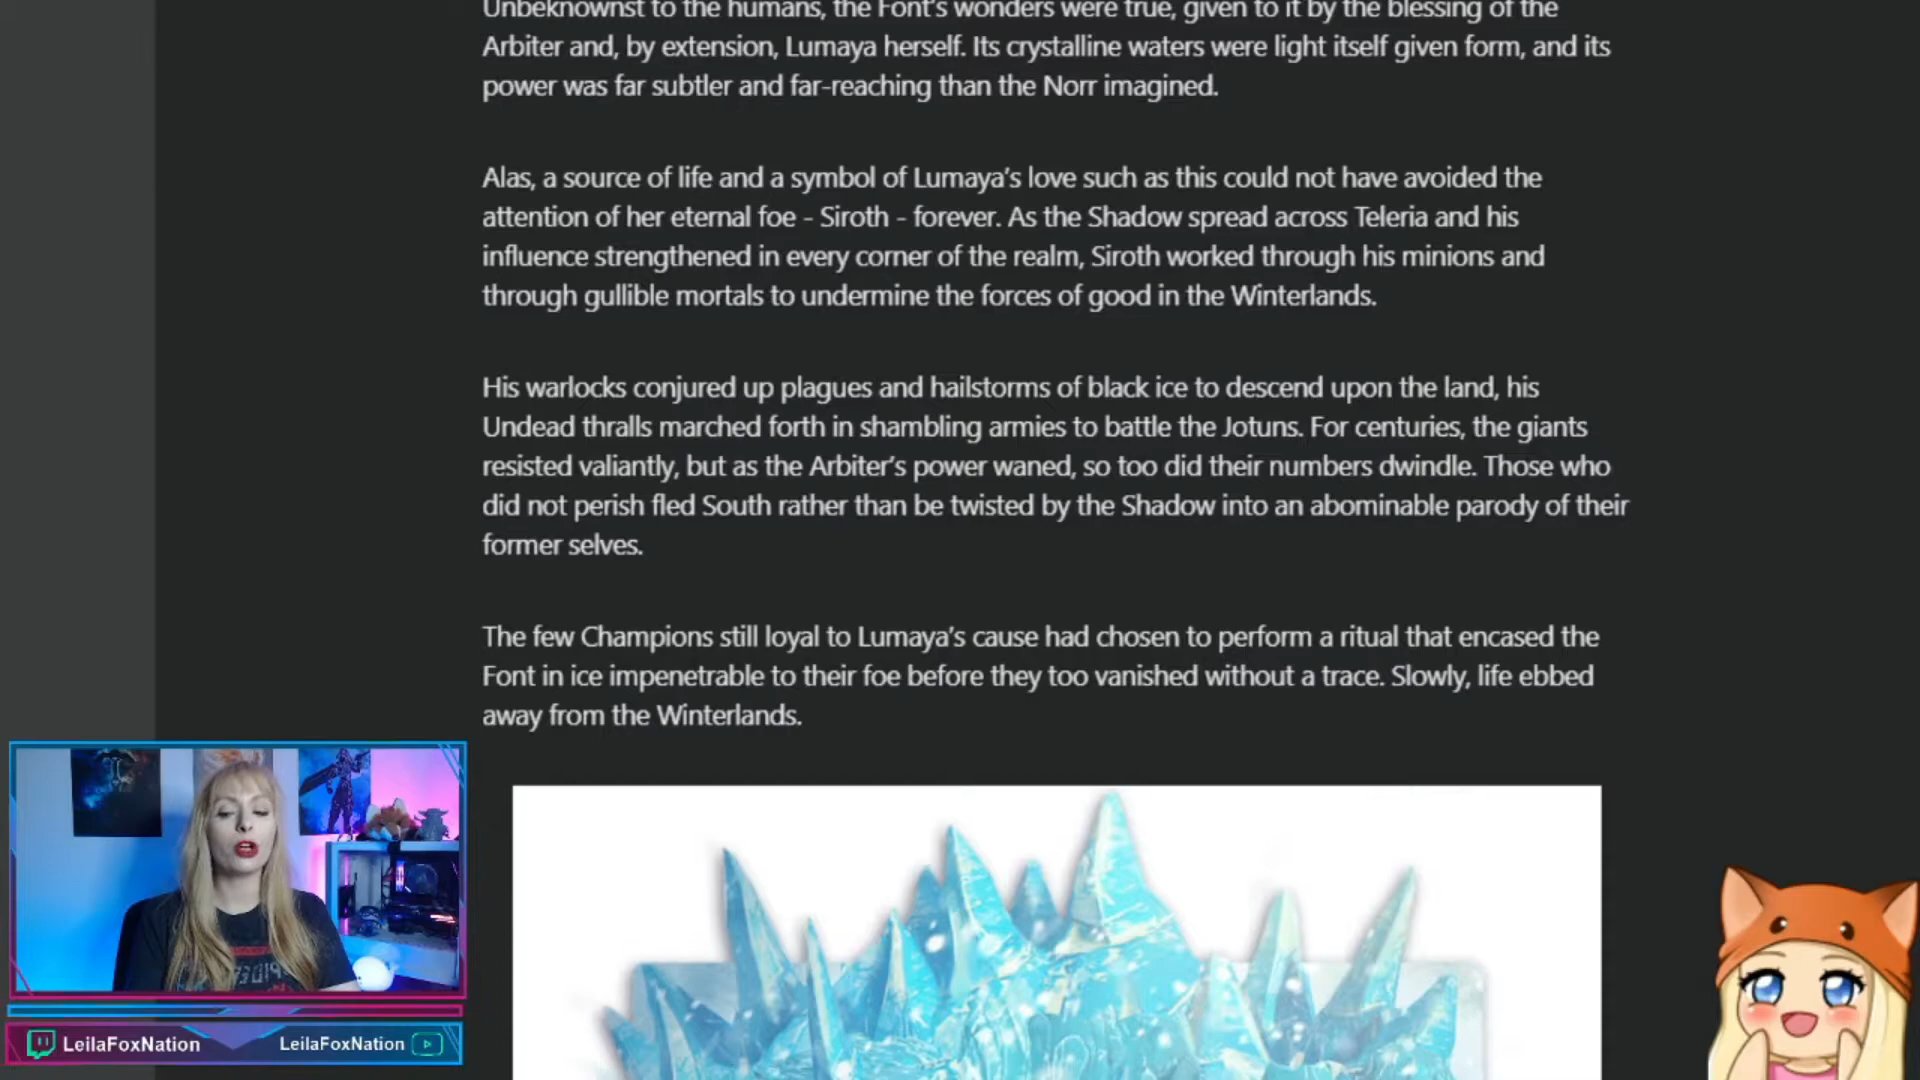 Unbeknownst to the humans, the Font's wonders were true, given to it by the blessing of the
Arbiter and, by extension, Lumaya herself. Its crystalline waters were light itself given form, and its
power was far subtler and far-reaching than the Norr imagined.
Alas, a source of life and a symbol of Lumaya's love such as this could not have avoided the
attention of her eternal foe - Siroth - forever. As the Shadow spread across Teleria and his
influence strengthened in every corner of the realm, Siroth worked through his minions and
through gullible mortals to undermine the forces of good in the Winterlands.
His warlocks conjured up plagues and hailstorms of black ice to descend upon the land, his
Undead thralls marched forth in shambling armies to battle the Jotuns. For centuries, the giants
resisted valiantly, but as the Arbiter's power waned, so too did their numbers dwindle. Those who
did not perish fled South rather than be twisted by the Shadow into an abominable parody of their
former selves.
The few Champions still loyal to Lumaya's cause had chosen to perform a ritual that encased the
Font in ice impenetrable to their foe before they too vanished without a trace. Slowly, life ebbed
away from the Winterlands.
LeilaFoxNation LeilaFoxNation